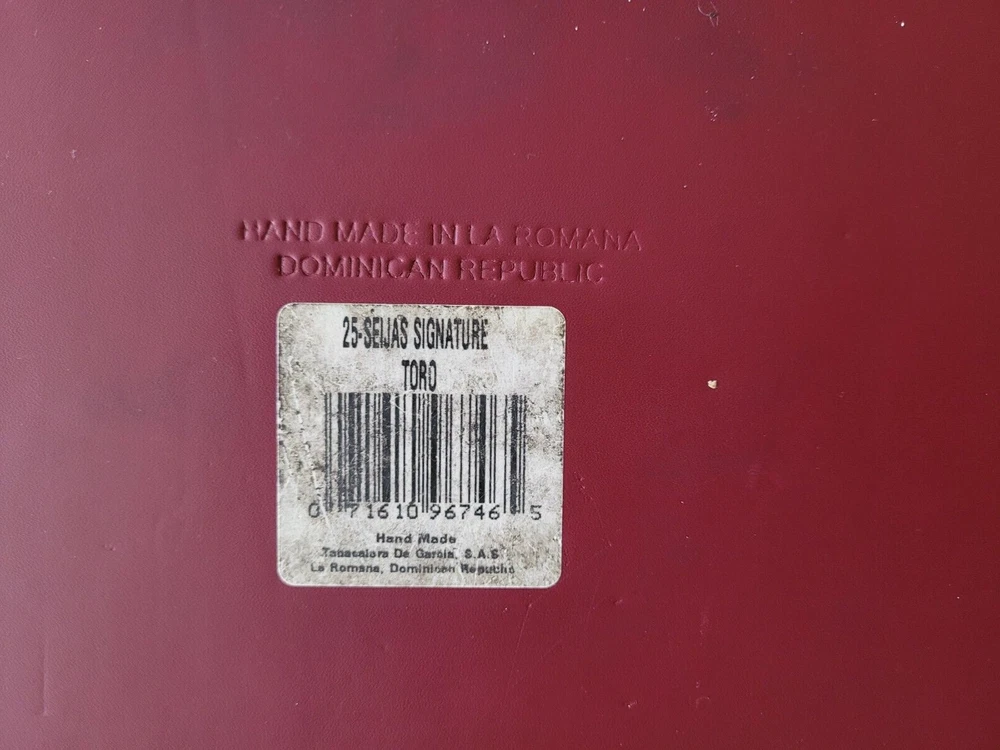 HAND MADE IN LA ROMANA
DOMINICAN REPUBLIC
25-SEIJAS SIGNATURE
TORO
0 71610 96746 5
Hand Made
Tabacalera De Garcia, S.A.S
La Romana, Dominican Republic